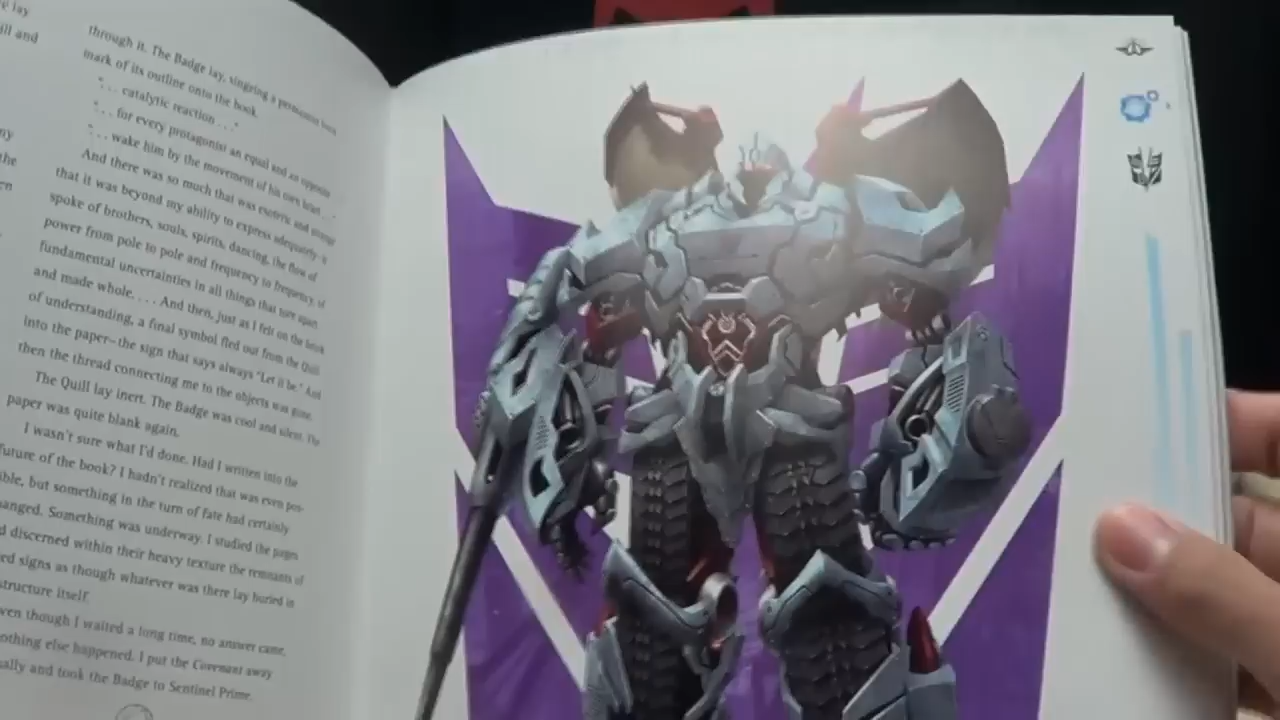 e lay
ill and
ny
the
en
through it. The Badge lay, singeing a permanent
mark of its outline onto the book.
". . . catalytic reaction . . ."
". . . for every protagonist an equal and an opposite
". . . wake him by the movement of his own
And there was so much that was esoteric and strange
that it was beyond my ability to express adequately—it
spoke of brothers, souls, spirits, dancing, the flow of
power from pole to pole and frequency to frequency, of
fundamental uncertainties in all things that tore apart
and made whole. . . . And then, just as I felt on the brink
of understanding, a final symbol fled out from the Quill
into the paper—the sign that says always "Let it be." And
then the thread connecting me to the objects was gone.
The Quill lay inert. The Badge was cool and silent. The
paper was quite blank again.
I wasn't sure what I'd done. Had I written into the
future of the book? I hadn't realized that was even pos-
ible, but something in the turn of fate had certainly
anged. Something was underway. I studied the pages
d discerned within their heavy texture the remnants of
ed signs as though whatever was there lay buried in
structure itself.
ven though I waited a long time, no answer came.
othing else happened. I put the Covenant away
ally and took the Badge to Sentinel Prime.